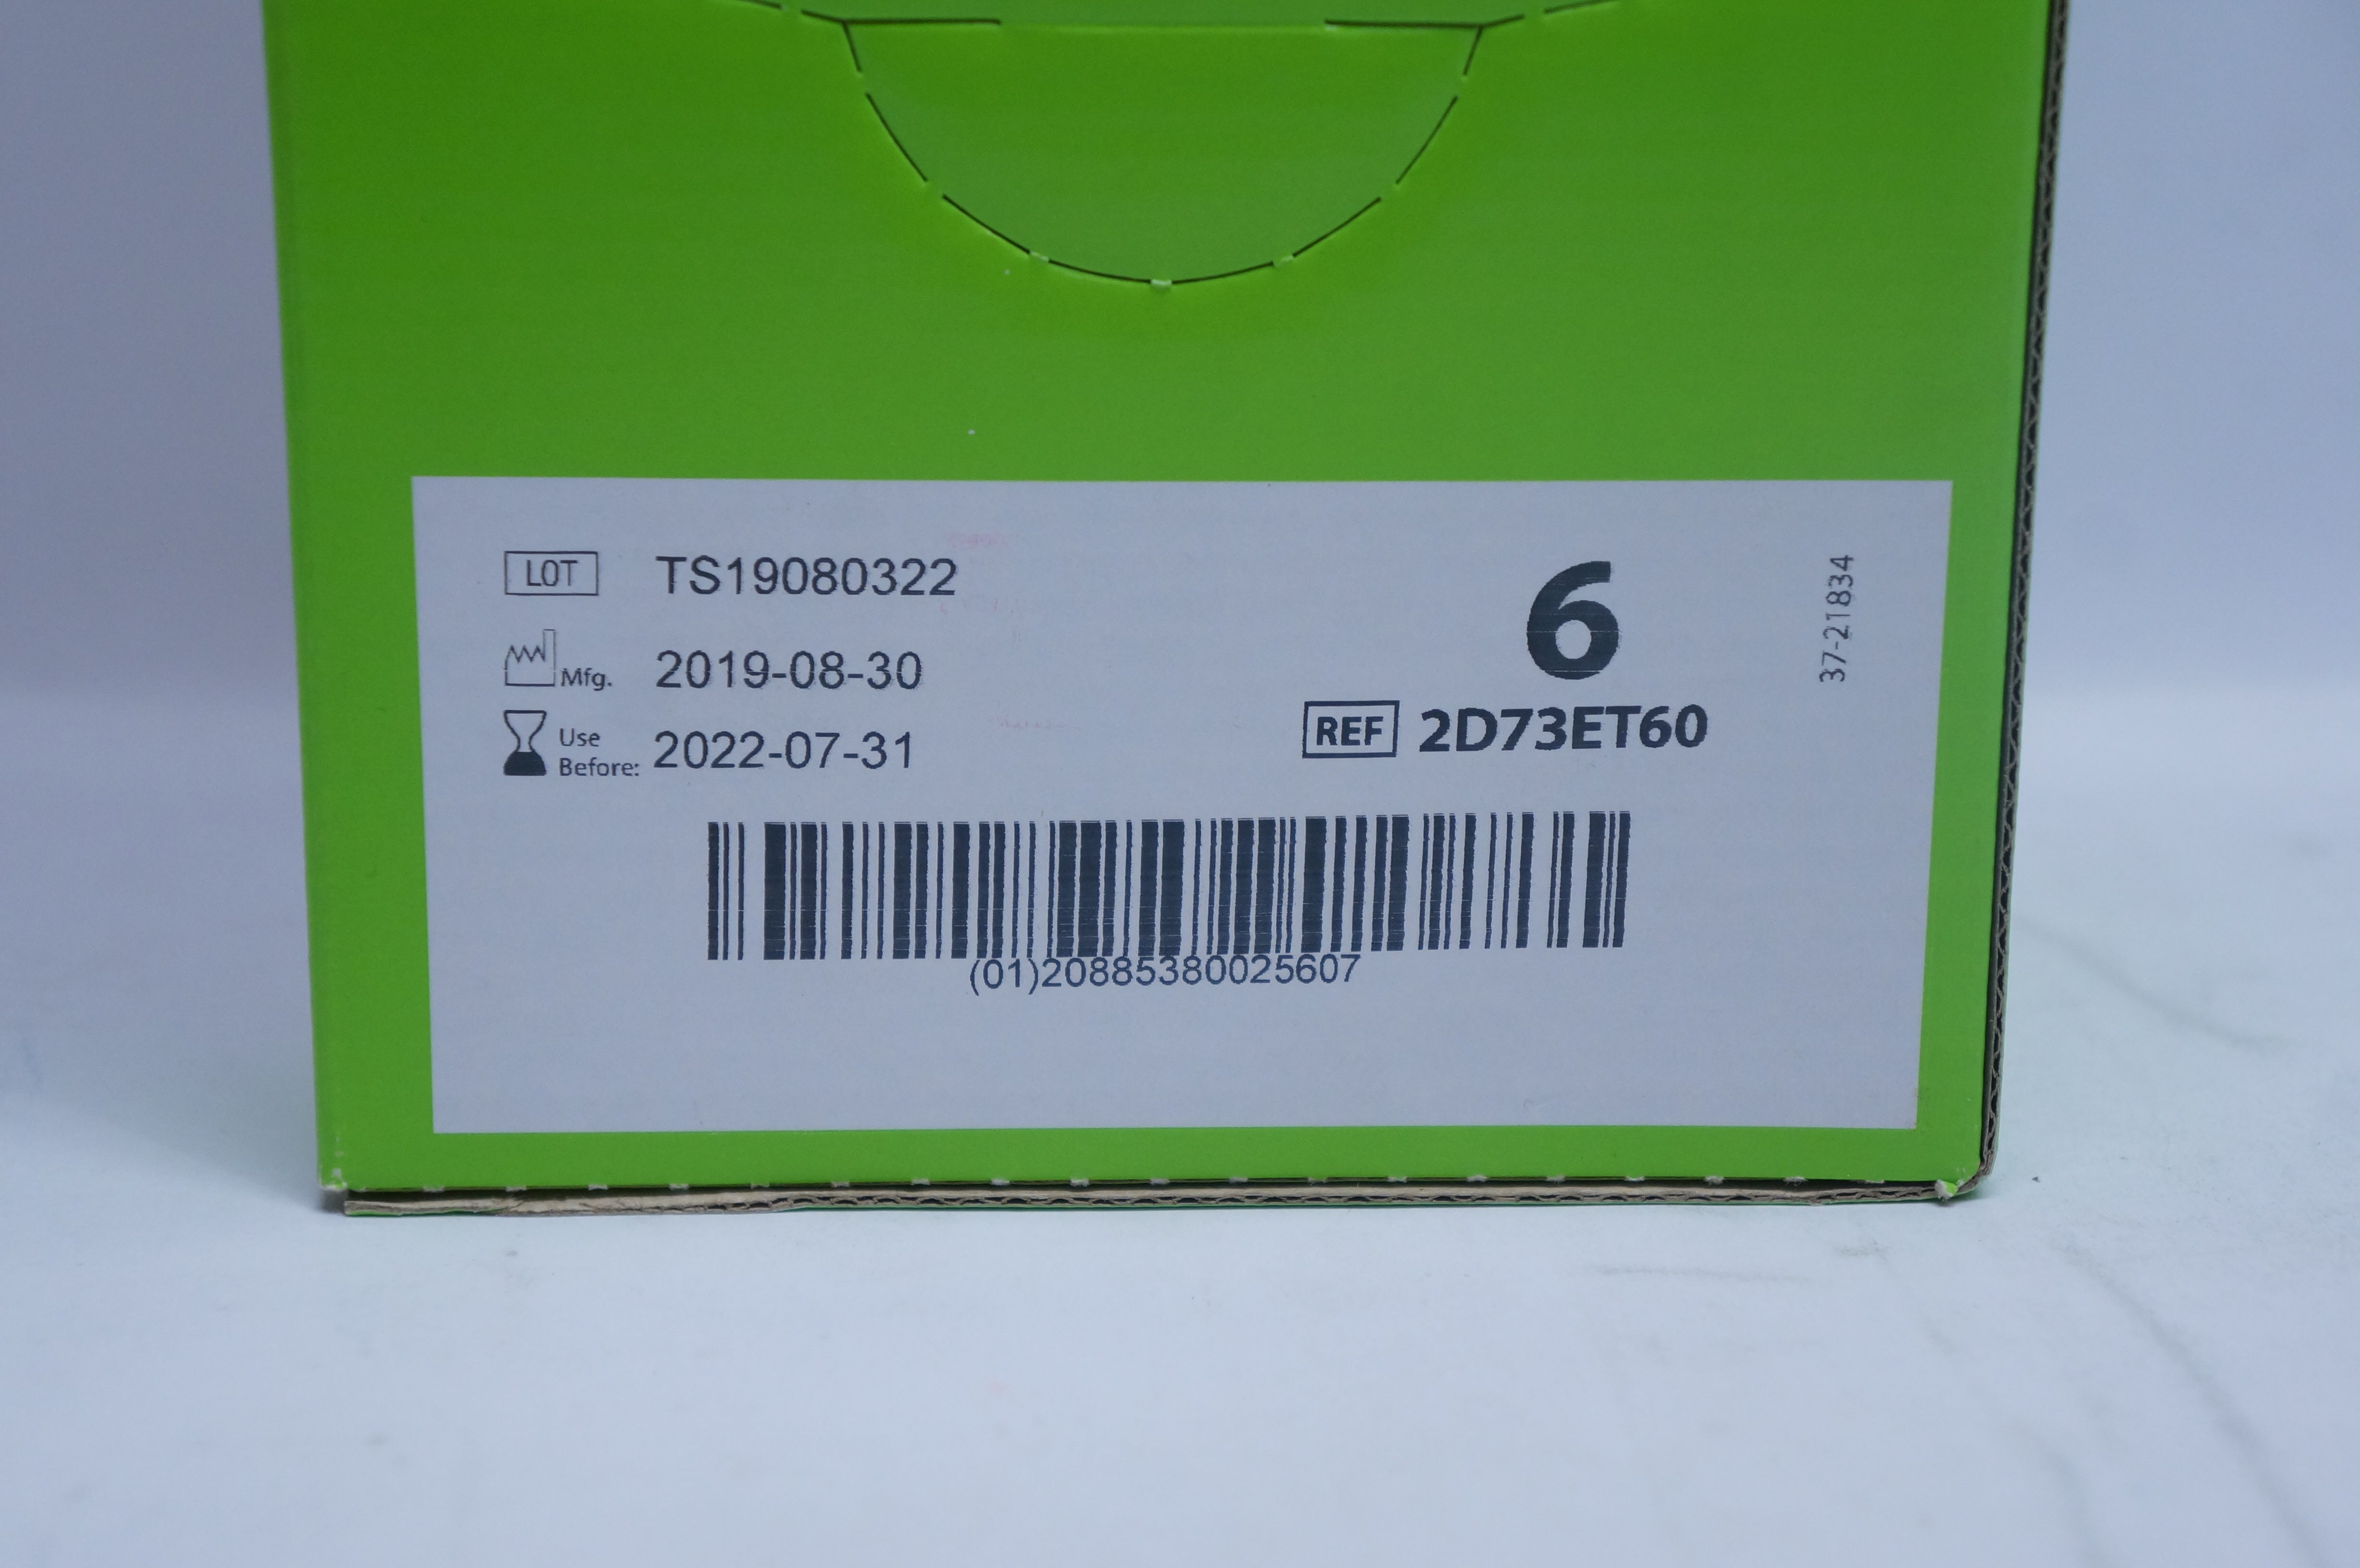 LOT TS19080322
Mfg. 2019-08-30
Use Before: 2022-07-31
6
REF 2D73ET60
37-21834
(01)20885380025607